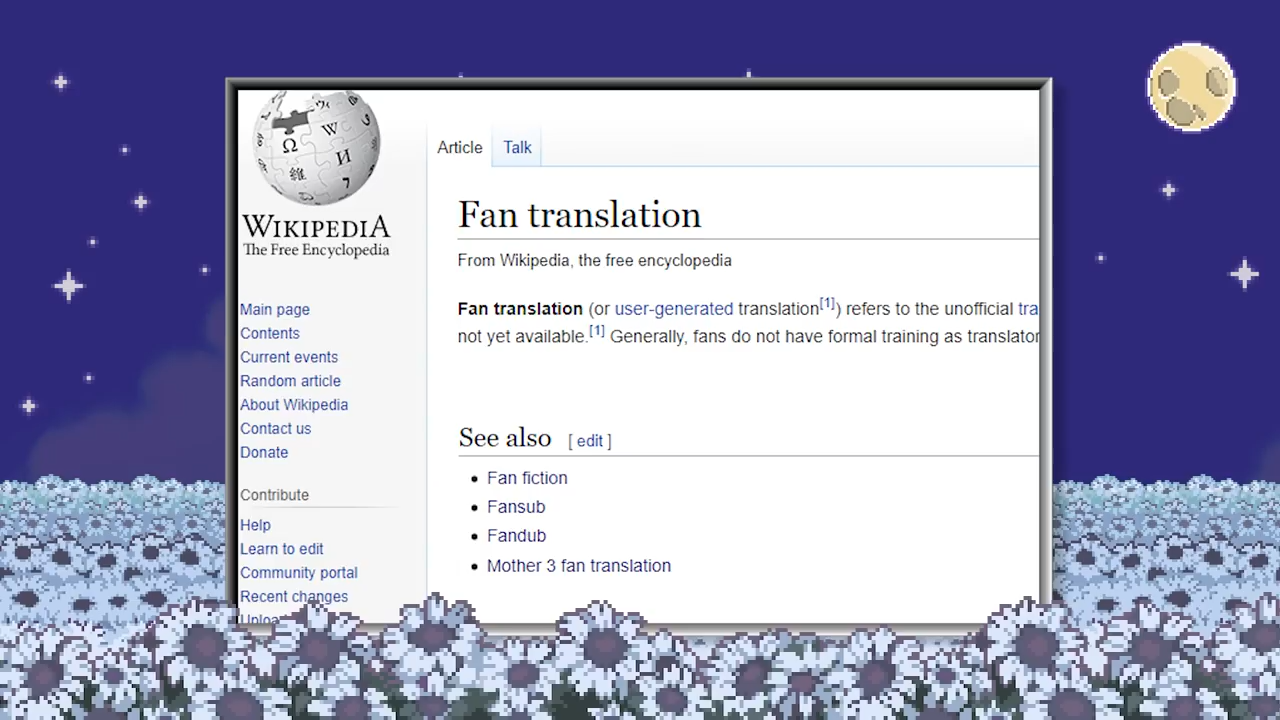 WIKIPEDIA
The Free Encyclopedia
Main page
Contents
Current events
Random article
About Wikipedia
Contact us
Donate
Contribute
Help
Learn to edit
Community portal
Recent changes
Article Talk
Fan translation
From Wikipedia, the free encyclopedia
Fan translation (or user-generated translation[1]) refers to the unofficial
not yet available.[1] Generally, fans do not have formal training as
See also [ edit ]
• Fan fiction
• Fansub
• Fandub
• Mother 3 fan translation